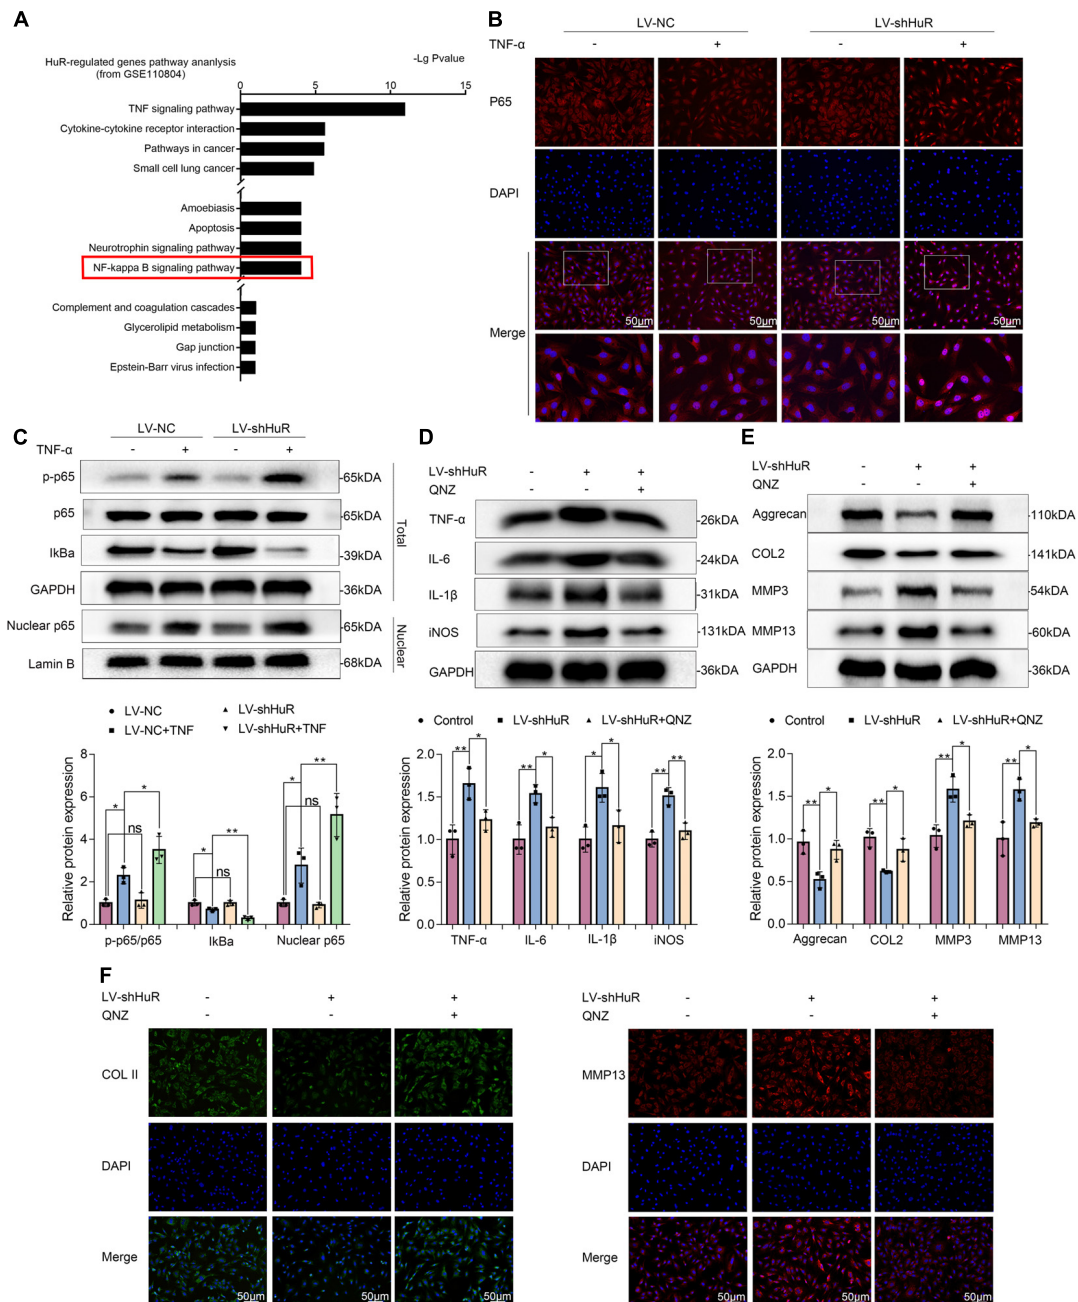 A
HuR-regulated genes pathway ananlysis
(from GSE110804)
-Lg Pvalue
0 5 10 15
TNF signaling pathway
Cytokine-cytokine receptor interaction
Pathways in cancer
Small cell lung cancer
Amoebiasis
Apoptosis
Neurotrophin signaling pathway
NF-kappa B signaling pathway
Complement and coagulation cascades
Glycerolipid metabolism
Gap junction
Epstein-Barr virus infection
B
LV-NC LV-shHuR
TNF-α - + - +
P65
DAPI
Merge
50μm 50μm 50μm 50μm
C
LV-NC LV-shHuR
TNF-α - + - +
p-p65 -65kDA
p65 -65kDA
IkBa -39kDA
GAPDH -36kDA
Total
Nuclear p65 -65kDA
Lamin B -68kDA
Nuclear
LV-NC LV-shHuR
LV-NC+TNF LV-shHuR+TNF
Relative protein expression
8
6
4
2
0
* * ns
* ** ns
* ** ns
p-p65/p65 IkBa Nuclear p65
D
LV-shHuR - + +
QNZ - - +
TNF-α -26kDA
IL-6 -24kDA
IL-1β -31kDA
iNOS -131kDA
GAPDH -36kDA
Control LV-shHuR LV-shHuR+QNZ
Relative protein expression
2.0
1.5
1.0
0.5
0.0
** * ** * * * ** **
TNF-α IL-6 IL-1β iNOS
E
LV-shHuR - + +
QNZ - - +
Aggrecan -110kDA
COL2 -141kDA
MMP3 -54kDA
MMP13 -60kDA
GAPDH -36kDA
Control LV-shHuR LV-shHuR+QNZ
Relative protein expression
2.0
1.5
1.0
0.5
0.0
** * ** * ** * ** *
Aggrecan COL2 MMP3 MMP13
F
LV-shHuR - + +
QNZ - - +
COL II
DAPI
Merge
50μm 50μm 50μm
LV-shHuR - + +
QNZ - - +
MMP13
DAPI
Merge
50μm 50μm 50μm